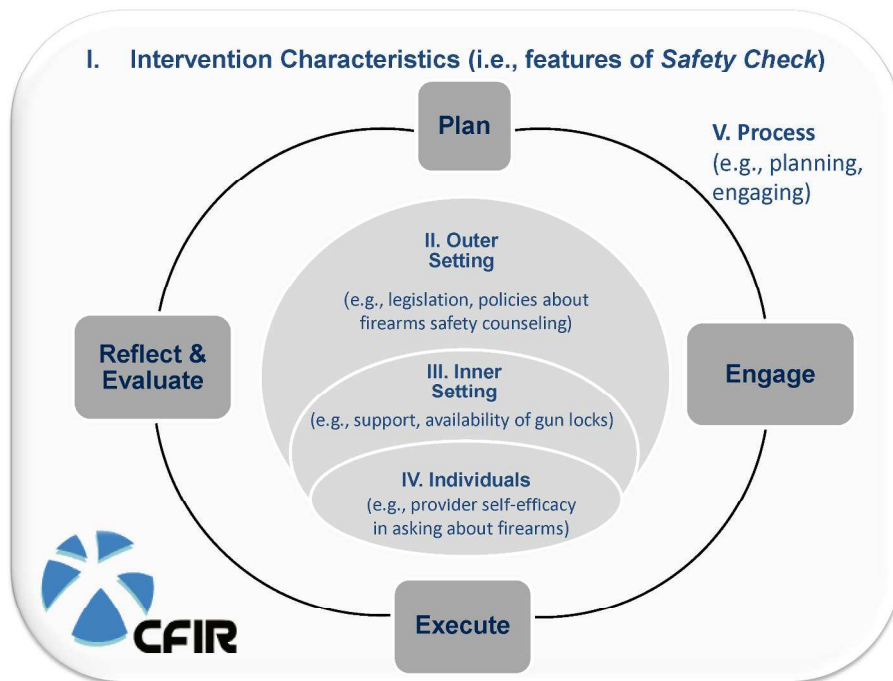 I. Intervention Characteristics (i.e., features of Safety Check)
Plan
V. Process
(e.g., planning,
engaging)
II. Outer
Setting
(e.g., legislation, policies about
firearms safety counseling)
Reflect &
Evaluate
III. Inner
Setting
(e.g., support, availability of gun locks)
Engage
IV. Individuals
(e.g., provider self-efficacy
in asking about firearms)
Execute
CFIR